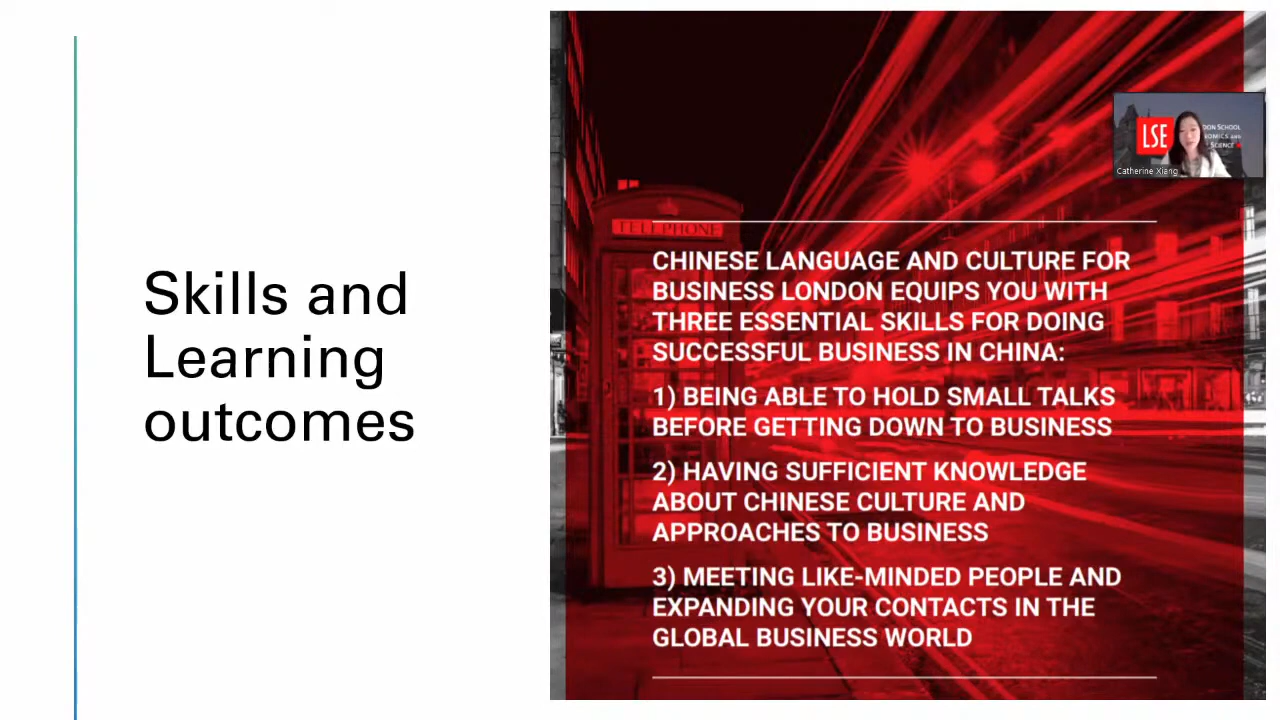 Skills and
Learning
outcomes
TELEPHONE
LSE
Catherine Xiang
CHINESE LANGUAGE AND CULTURE FOR
BUSINESS LONDON EQUIPS YOU WITH
THREE ESSENTIAL SKILLS FOR DOING
SUCCESSFUL BUSINESS IN CHINA:
1) BEING ABLE TO HOLD SMALL TALKS
BEFORE GETTING DOWN TO BUSINESS
2) HAVING SUFFICIENT KNOWLEDGE
ABOUT CHINESE CULTURE AND
APPROACHES TO BUSINESS
3) MEETING LIKE-MINDED PEOPLE AND
EXPANDING YOUR CONTACTS IN THE
GLOBAL BUSINESS WORLD